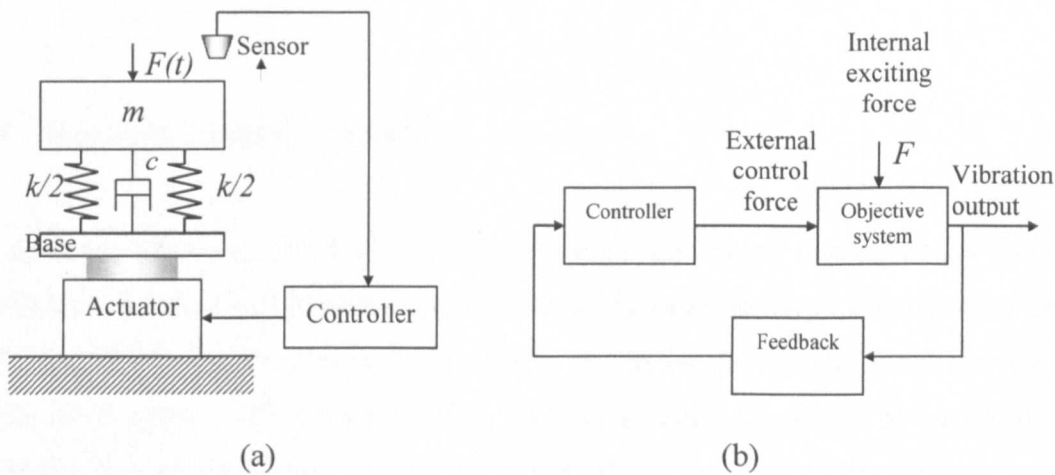 F(t)
Sensor
m
c
k/2
k/2
Base
Actuator
Controller
(a)
Internal
exciting
force
F
External
control
force
Controller
Objective
system
Vibration
output
Feedback
(b)